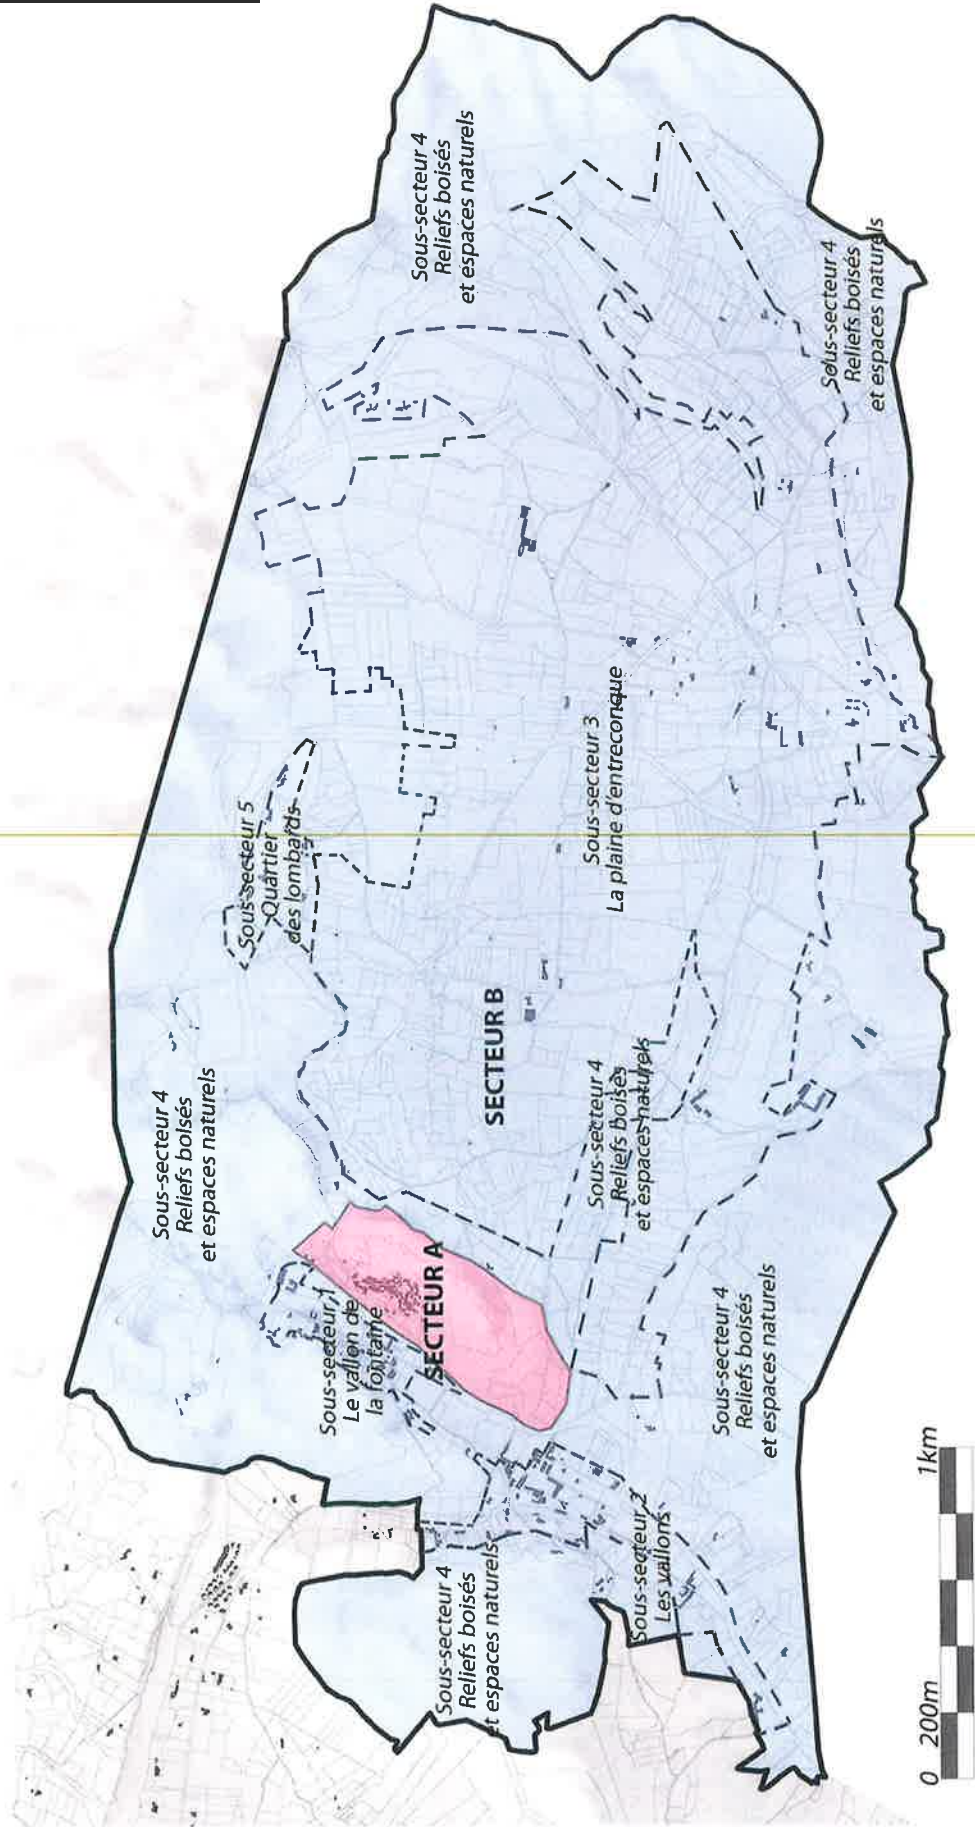 Sous-secteur 4
Reliefs boisés
et espaces naturels
Sous-secteur 4
Reliefs boisés
et espaces naturels
Sous-secteur 5
Quartier
des lombards
Sous-secteur 3
La plaine d'entreconque
Sous-secteur 4
Reliefs boisés
et espaces naturels
SECTEUR B
Sous-secteur 4
Reliefs boisés
et espaces naturels
SECTEUR A
Sous-secteur 1
Le vallon de
la fontaine
Sous-secteur 4
Reliefs boisés
et espaces naturels
Sous-secteur 2
Les vallons
Sous-secteur 4
Reliefs boisés
et espaces naturels
0 200m 1km